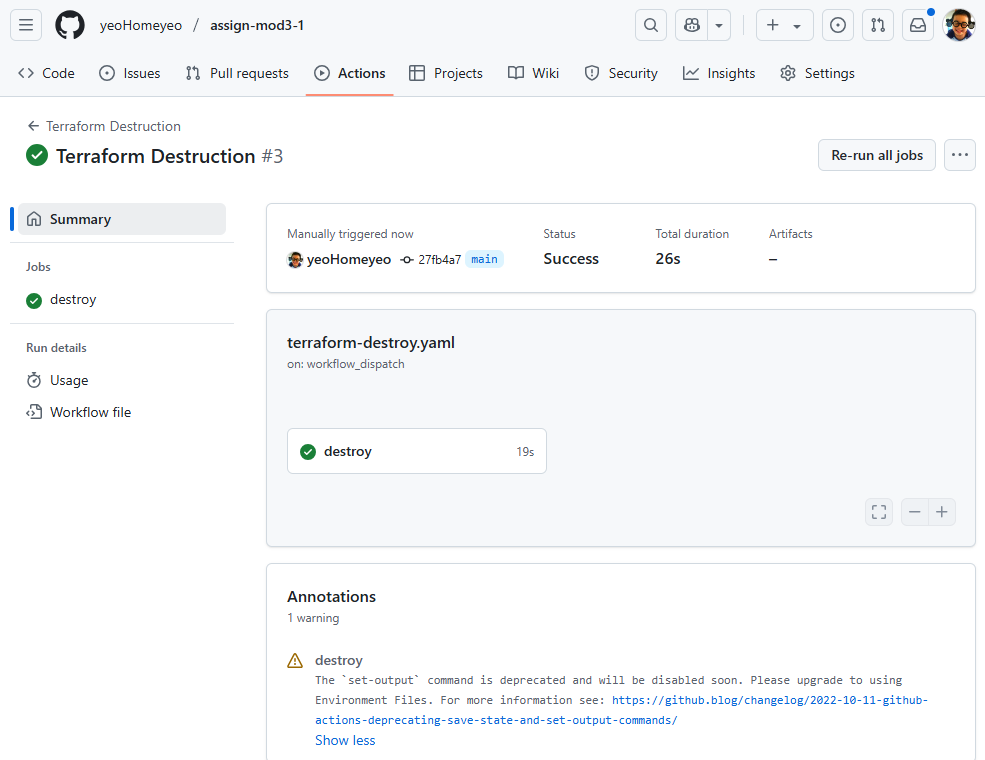 yeoHomeyeo / assign-mod3-1
Code Issues Pull requests Actions Projects Wiki Security Insights Settings
Terraform Destruction
Terraform Destruction #3
Re-run all jobs
Summary
Jobs
destroy
Run details
Usage
Workflow file
Manually triggered now
yeoHomeyeo 27fb4a7 main
Status
Success
Total duration
26s
Artifacts
–
terraform-destroy.yaml
on: workflow_dispatch
destroy 19s
Annotations
1 warning
destroy
The `set-output` command is deprecated and will be disabled soon. Please upgrade to using
Environment Files. For more information see: https://github.blog/changelog/2022-10-11-github-
actions-deprecating-save-state-and-set-output-commands/
Show less